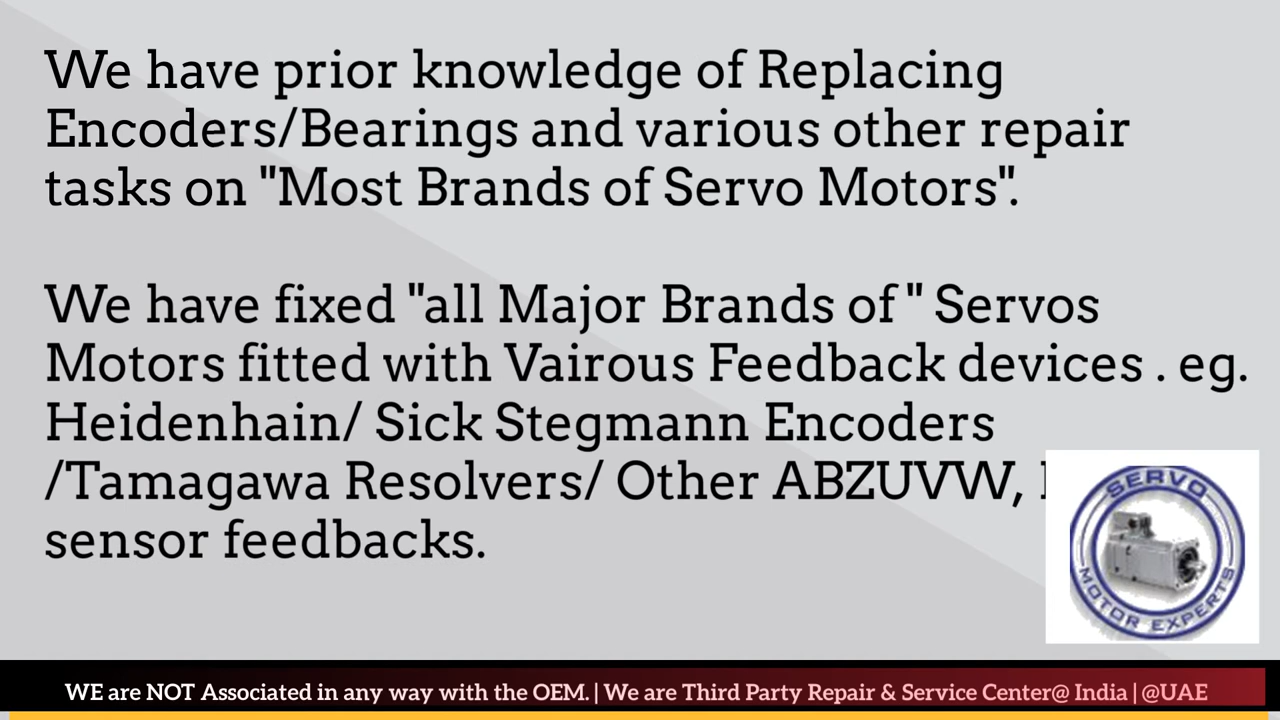 We have prior knowledge of Replacing
Encoders/Bearings and various other repair
tasks on "Most Brands of Servo Motors".
We have fixed "all Major Brands of " Servos
Motors fitted with Vairous Feedback devices . eg.
Heidenhain/ Sick Stegmann Encoders
/Tamagawa Resolvers/ Other ABZUVW,
sensor feedbacks.
SERVO
MOTOR EXPERTS
WE are NOT Associated in any way with the OEM. | We are Third Party Repair & Service Center@ India | @UAE